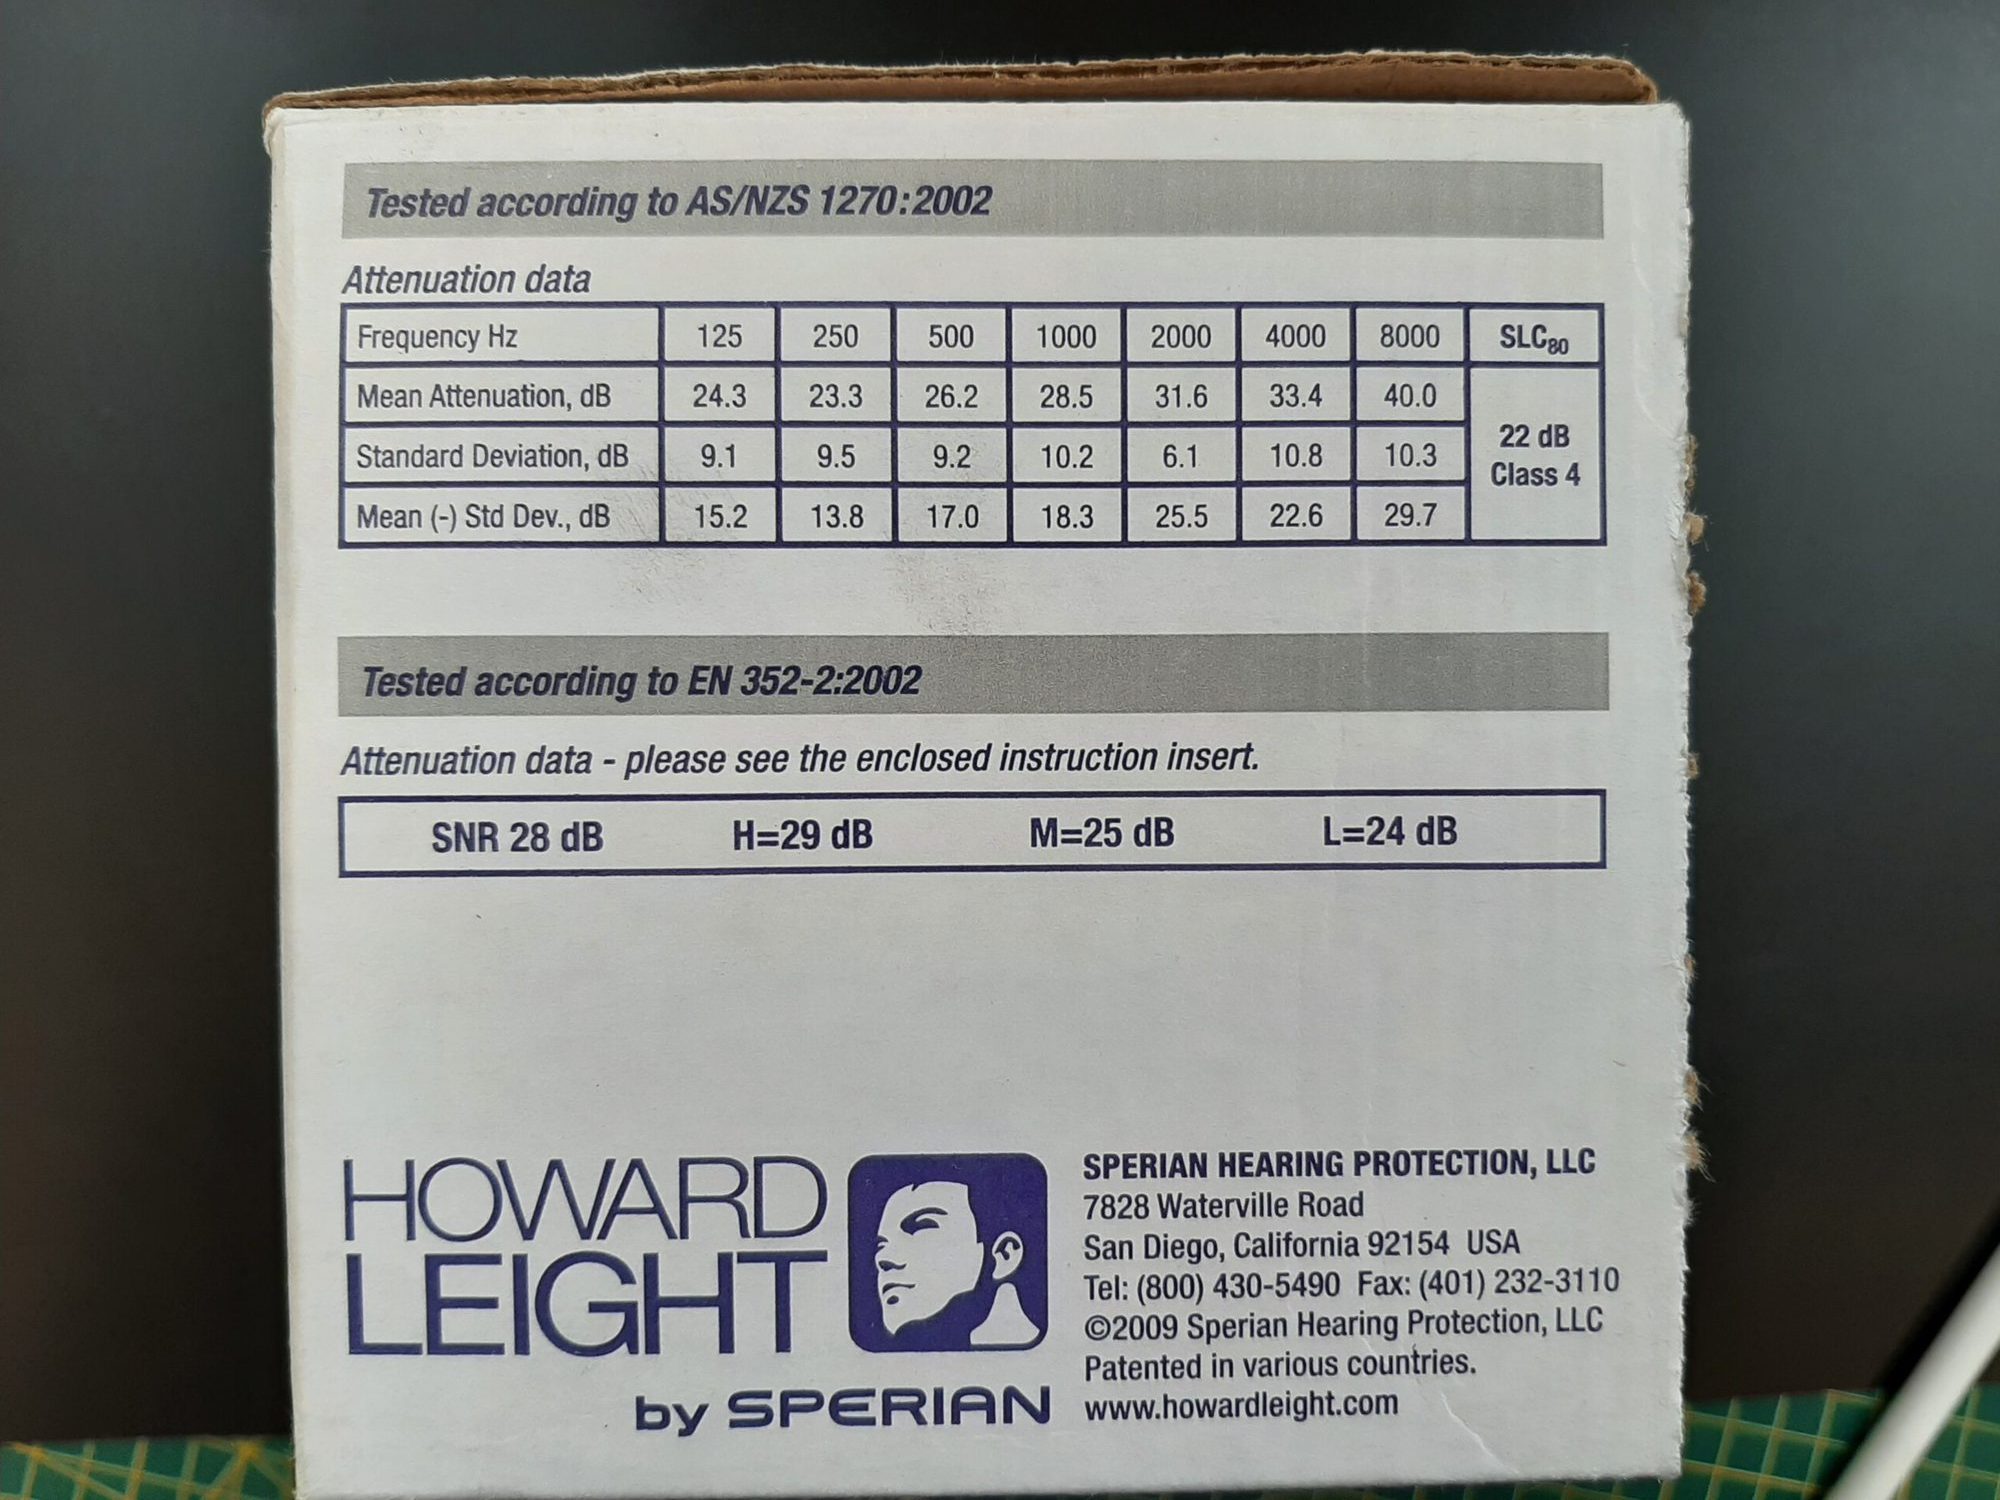 Tested according to AS/NZS 1270:2002
Attenuation data
Frequency Hz 125 250 500 1000 2000 4000 8000 SLC80
Mean Attenuation, dB 24.3 23.3 26.2 28.5 31.6 33.4 40.0
Standard Deviation, dB 9.1 9.5 9.2 10.2 6.1 10.8 10.3
Mean (-) Std Dev., dB 15.2 13.8 17.0 18.3 25.5 22.6 29.7
22 dB
Class 4
Tested according to EN 352-2:2002
Attenuation data - please see the enclosed instruction insert.
SNR 28 dB H=29 dB M=25 dB L=24 dB
HOWARD
LEIGHT
by SPERIAN
SPERIAN HEARING PROTECTION, LLC
7828 Waterville Road
San Diego, California 92154 USA
Tel: (800) 430-5490 Fax: (401) 232-3110
©2009 Sperian Hearing Protection, LLC
Patented in various countries.
www.howardleight.com